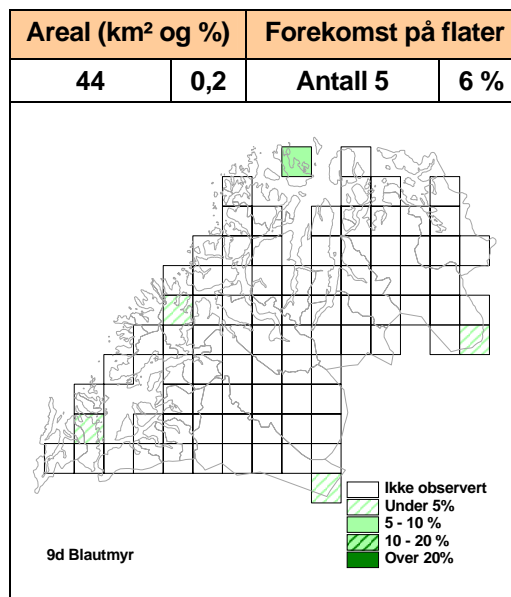 Areal (km² og %) Forekomst på flater
44 0,2 Antall 5 6 %
Ikke observert
Under 5%
5 - 10 %
10 - 20 %
Over 20%
9d Blautmyr